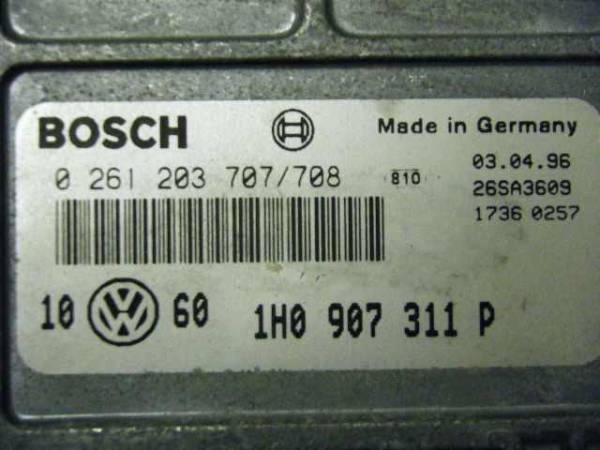 BOSCH Made in Germany
0 261 203 707/708 810 03.04.96
26SA3609
1736 0257
10 VW 60 1H0 907 311 P